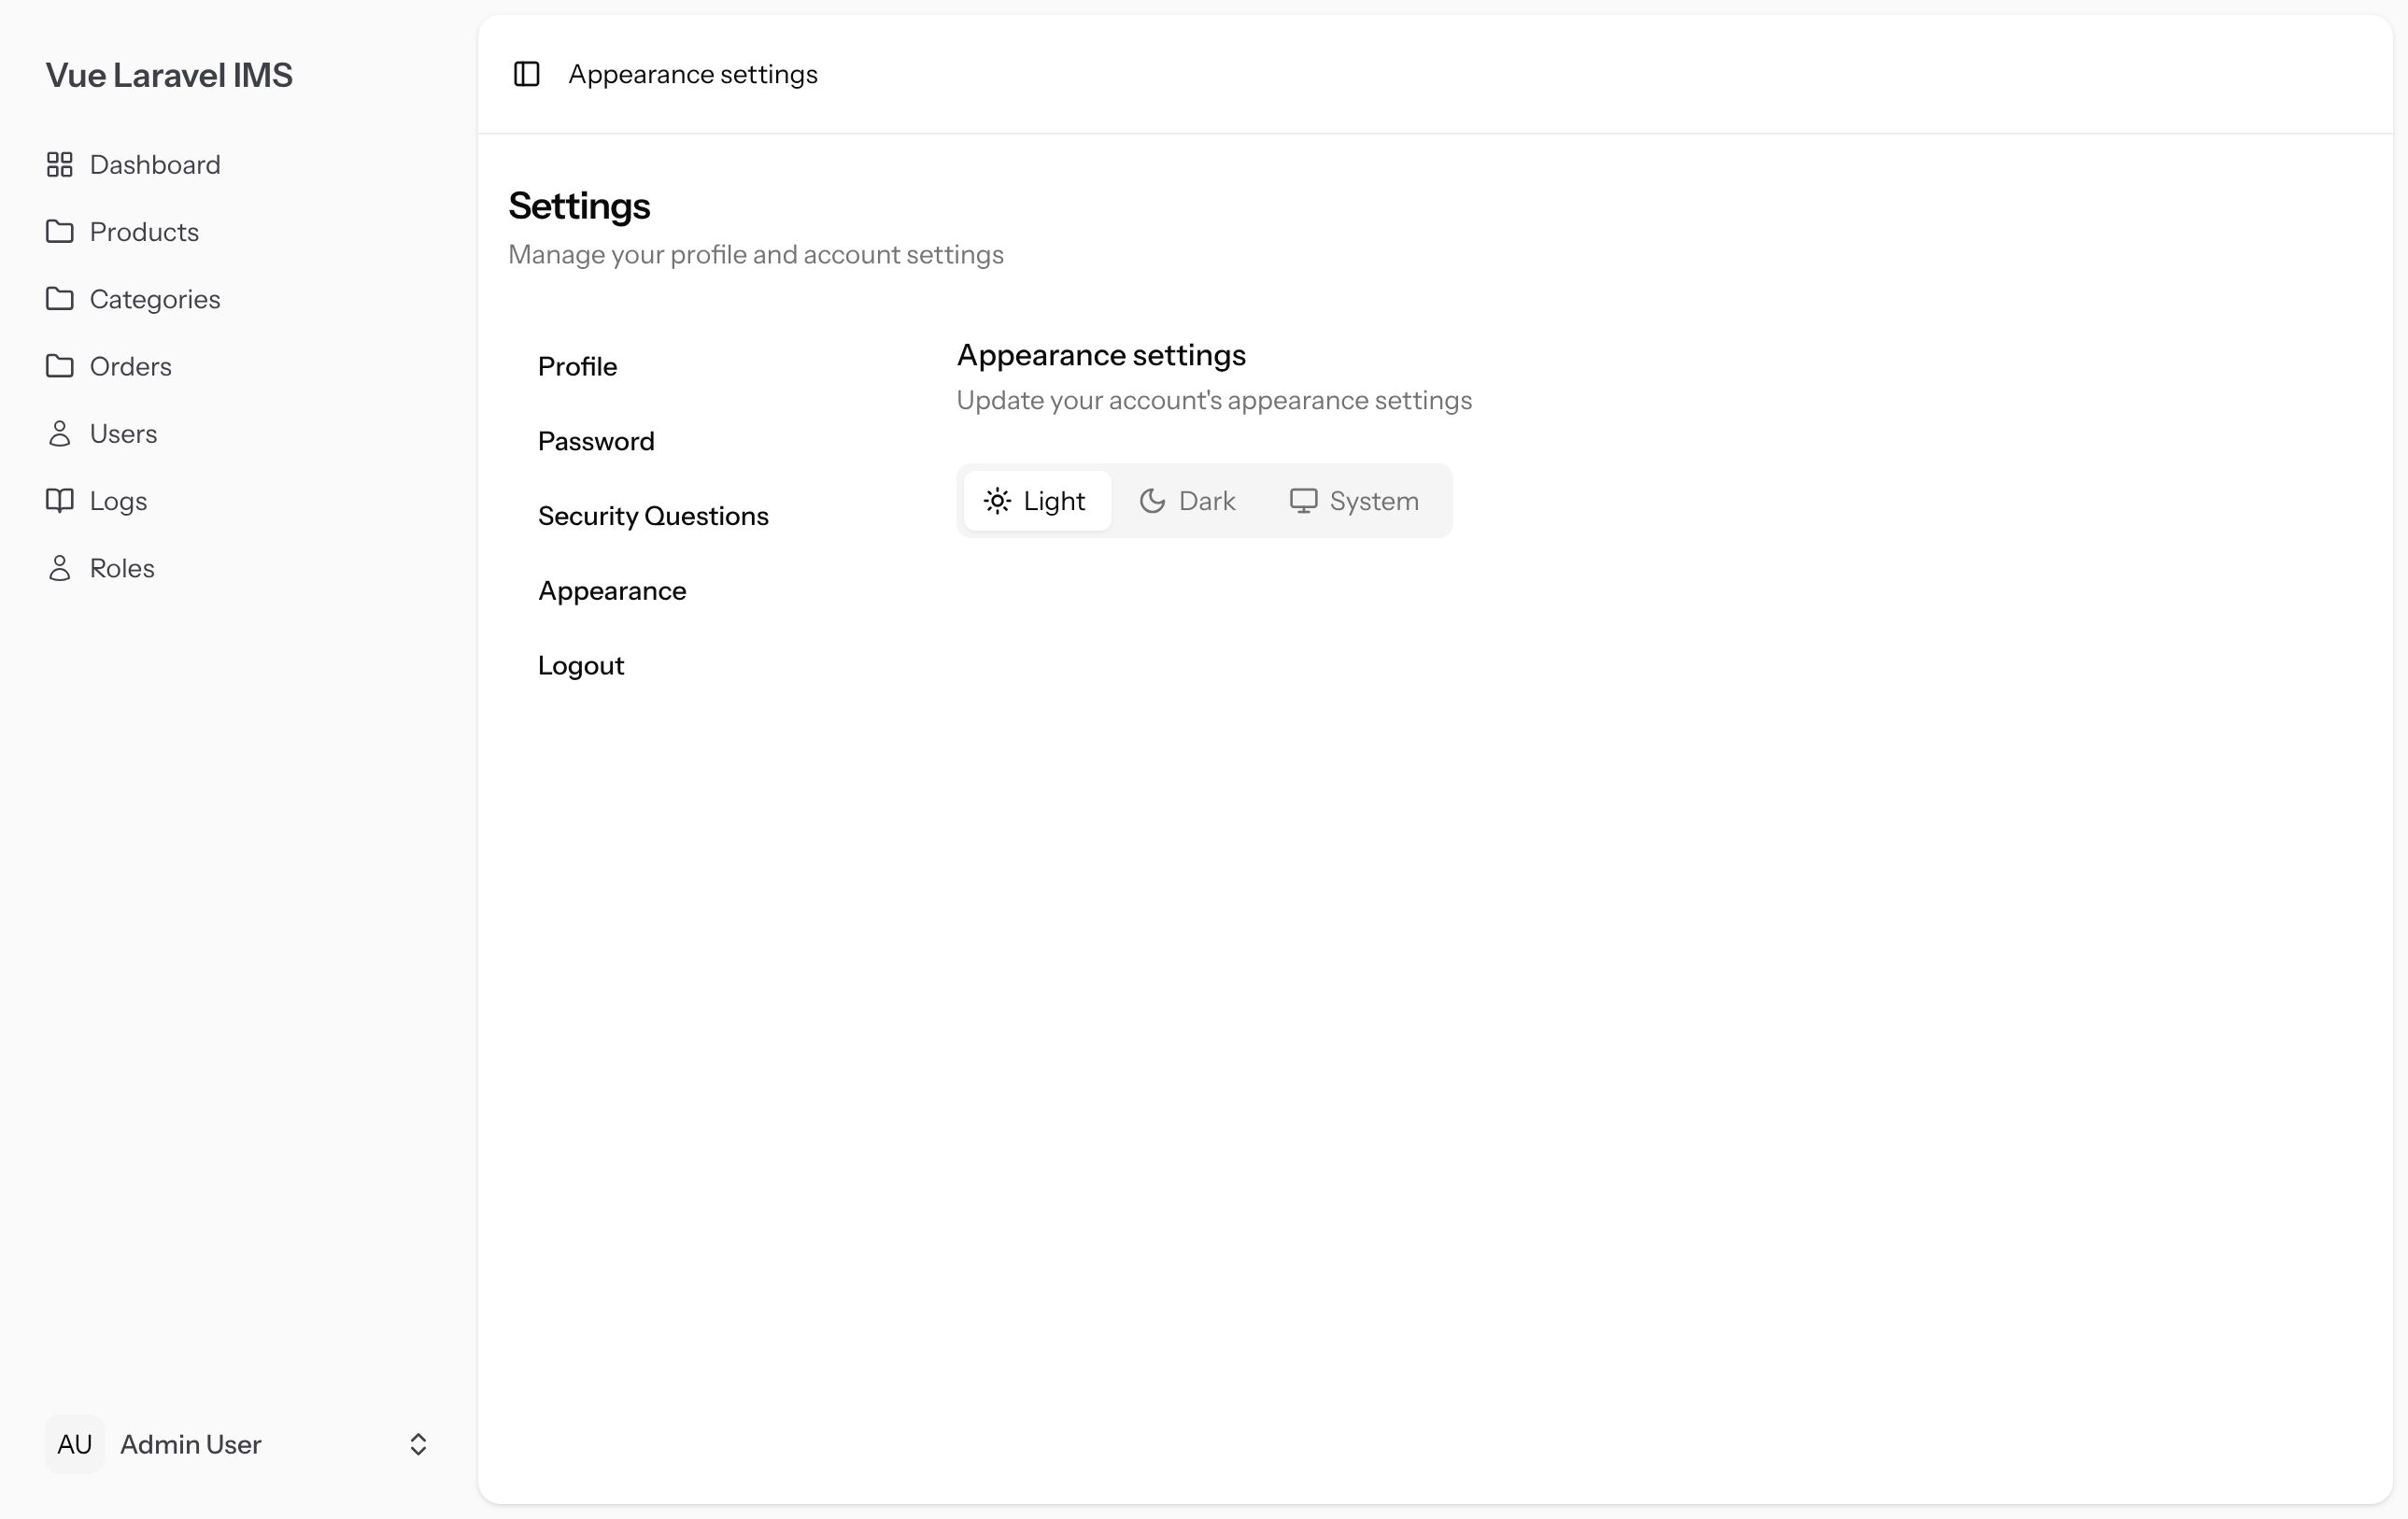 Vue Laravel IMS
Dashboard
Products
Categories
Orders
Users
Logs
Roles
AU Admin User
Appearance settings
Settings
Manage your profile and account settings
Profile
Password
Security Questions
Appearance
Logout
Appearance settings
Update your account's appearance settings
Light Dark System